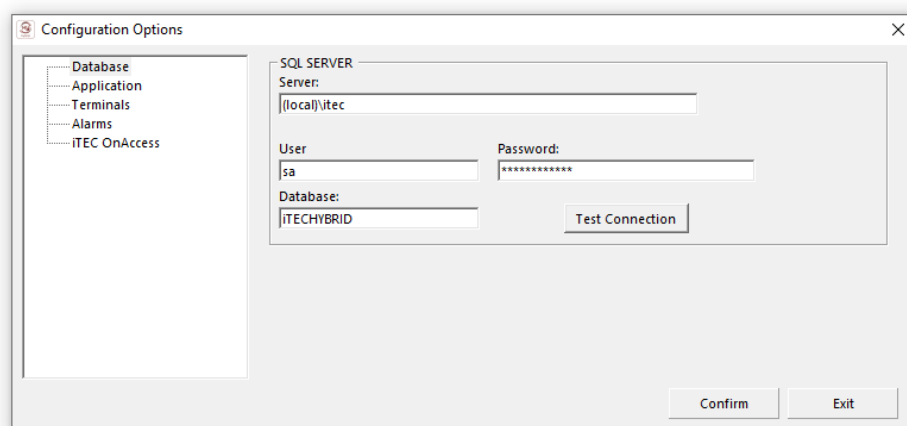 Configuration Options
Database
Application
Terminals
Alarms
iTEC OnAccess
SQL SERVER
Server:
(local)\itec
User
Password:
sa
************
Database:
iTECHYBRID
Test Connection
Confirm
Exit